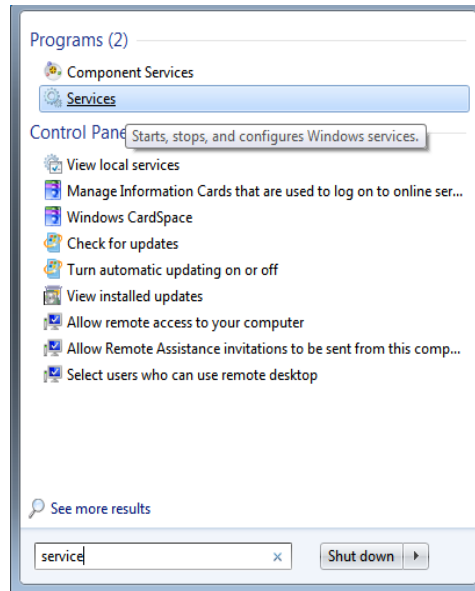 Programs (2)
Component Services
Services
Control Pane
Starts, stops, and configures Windows services.
View local services
Manage Information Cards that are used to log on to online ser...
Windows CardSpace
Check for updates
Turn automatic updating on or off
View installed updates
Allow remote access to your computer
Allow Remote Assistance invitations to be sent from this comp...
Select users who can use remote desktop
See more results
service
Shut down